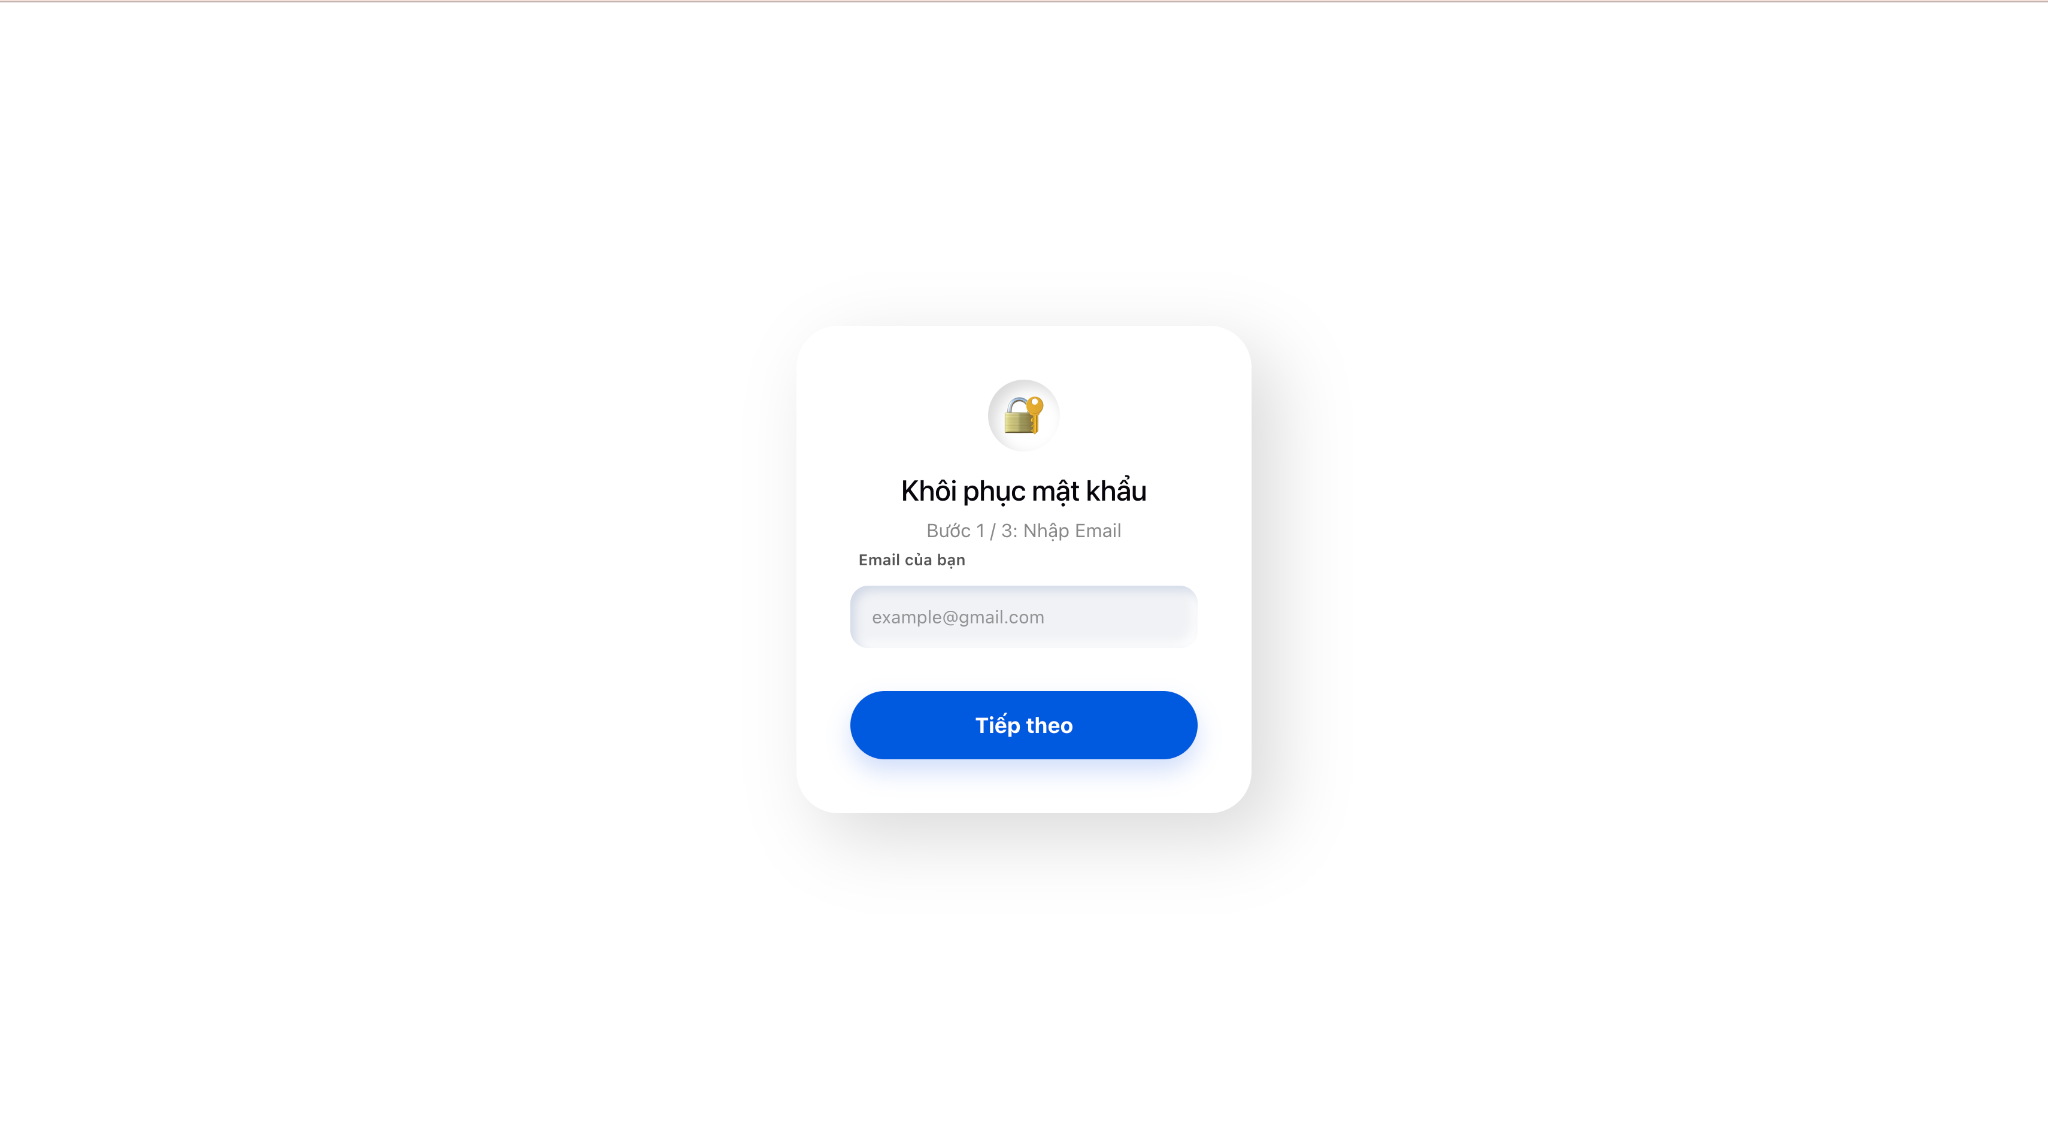 Khôi phục mật khẩu
Bước 1 / 3: Nhập Email
Email của bạn
example@gmail.com
Tiếp theo